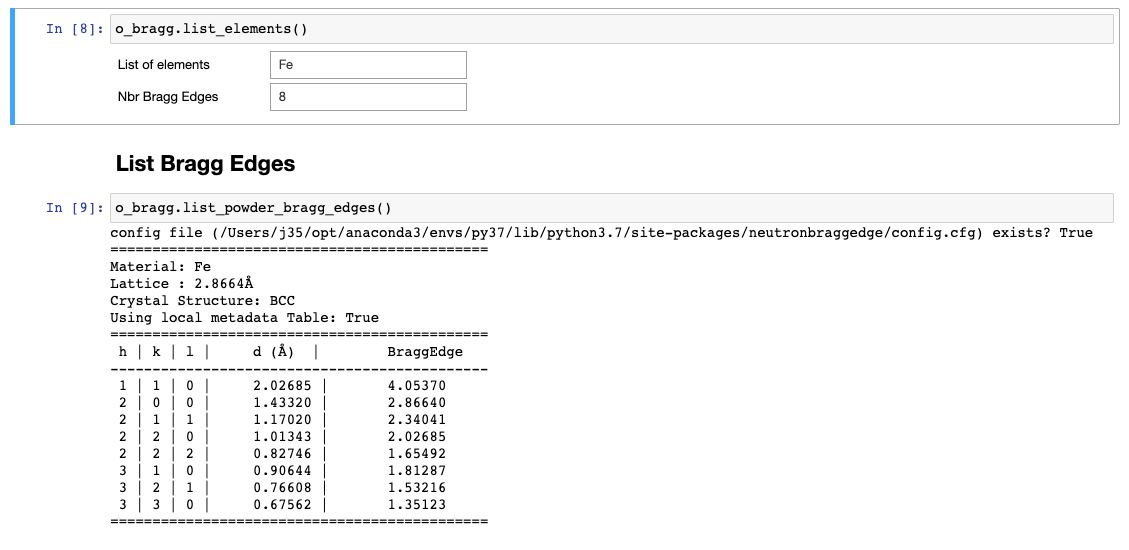 In [8]: o_bragg.list_elements()
List of elements Fe
Nbr Bragg Edges 8
List Bragg Edges
In [9]: o_bragg.list_powder_bragg_edges()
config file (/Users/j35/opt/anaconda3/envs/py37/lib/python3.7/site-packages/neutronbraggedge/config.cfg) exists? True
=============================================
Material: Fe
Lattice : 2.8664Å
Crystal Structure: BCC
Using local metadata Table: True
=============================================
h | k | l | d (Å) | BraggEdge
---------------------------------------------
1 | 1 | 0 | 2.02685 | 4.05370
2 | 0 | 0 | 1.43320 | 2.86640
2 | 1 | 1 | 1.17020 | 2.34041
2 | 2 | 0 | 1.01343 | 2.02685
2 | 2 | 2 | 0.82746 | 1.65492
3 | 1 | 0 | 0.90644 | 1.81287
3 | 2 | 1 | 0.76608 | 1.53216
3 | 3 | 0 | 0.67562 | 1.35123
=============================================